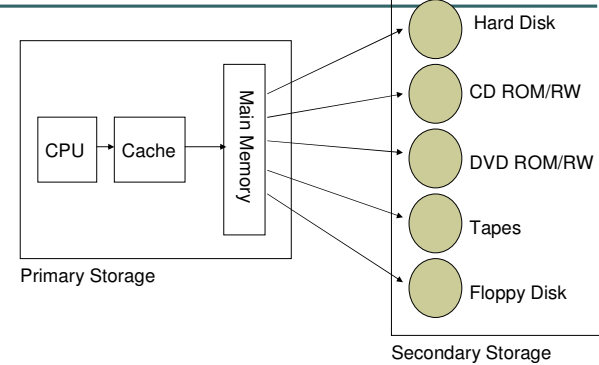 CPU
Cache
Main Memory
Primary Storage
Hard Disk
CD ROM/RW
DVD ROM/RW
Tapes
Floppy Disk
Secondary Storage